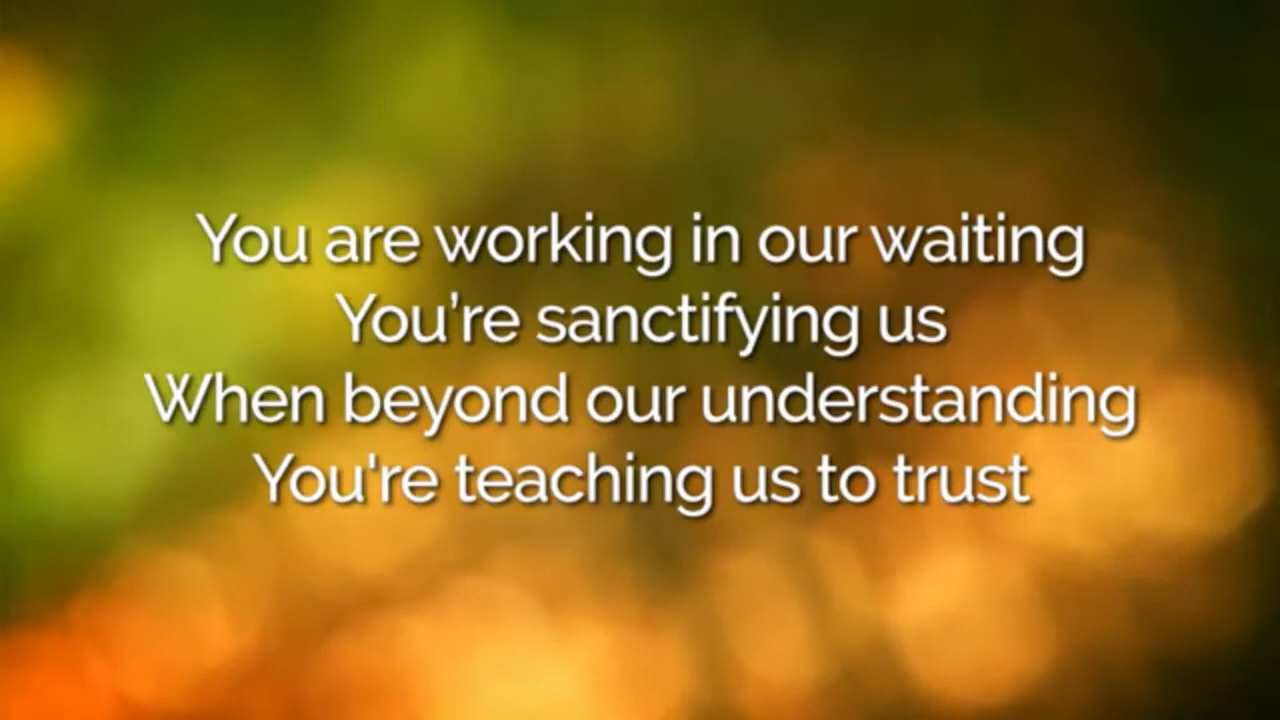 You are working in our waiting
You’re sanctifying us
When beyond our understanding
You're teaching us to trust